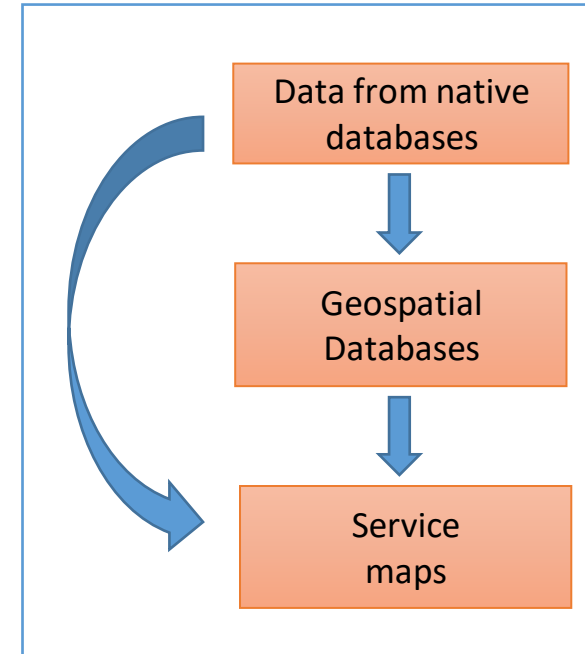 Data from native
databases
Geospatial
Databases
Service
maps